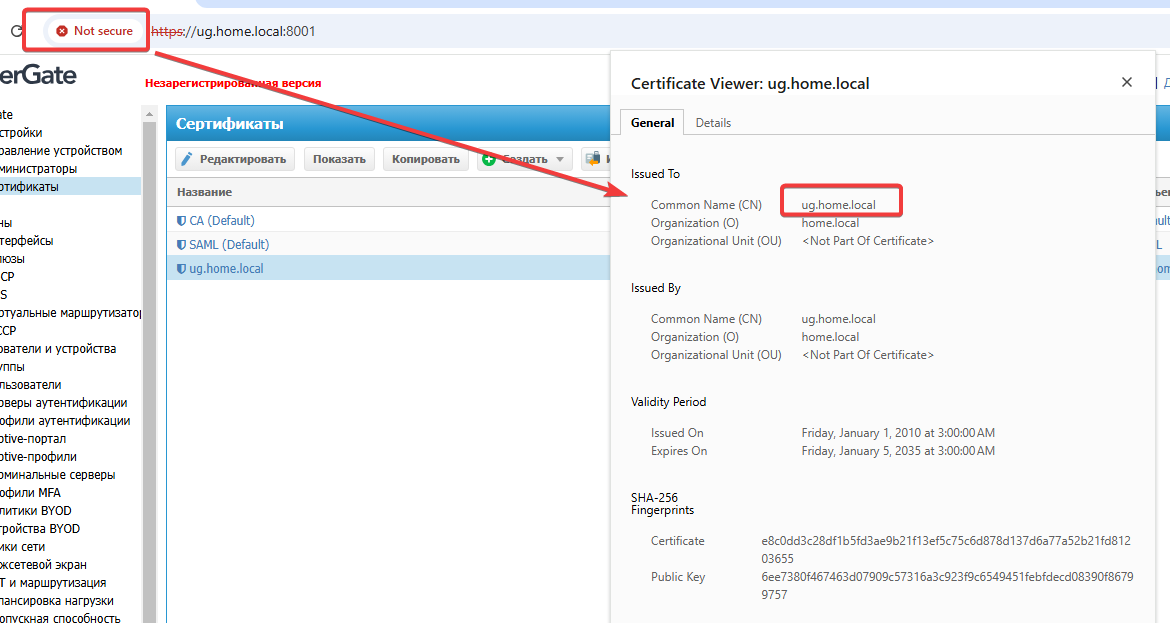 Not secure
https://ug.home.local:8001
erGate
Незарегистрированная версия
te
стройки
равление устройством
министраторы
ртификаты
ны
терфейсы
люзы
CP
S
ртуальные маршрутизатор
CCP
ователи и устройства
уппы
льзователи
рверы аутентификации
офили аутентификации
ptive-портал
ptive-профили
рминальные серверы
офили MFA
литики BYOD
тройства BYOD
ики сети
жсетевой экран
T и маршрутизация
лансировка нагрузки
опускная способность
Сертификаты
Редактировать
Показать
Копировать
Создать
Название
CA (Default)
SAML (Default)
ug.home.local
Certificate Viewer: ug.home.local
General
Details
Issued To
Common Name (CN) ug.home.local
Organization (O) home.local
Organizational Unit (OU) <Not Part Of Certificate>
Issued By
Common Name (CN) ug.home.local
Organization (O) home.local
Organizational Unit (OU) <Not Part Of Certificate>
Validity Period
Issued On Friday, January 1, 2010 at 3:00:00 AM
Expires On Friday, January 5, 2035 at 3:00:00 AM
SHA-256
Fingerprints
Certificate e8c0dd3c28df1b5fd3ae9b21f13ef5c75c6d878d137d6a77a52b21fd812
03655
Public Key 6ee7380f467463d07909c57316a3c923f9c6549451febfdecd08390f8679
9757